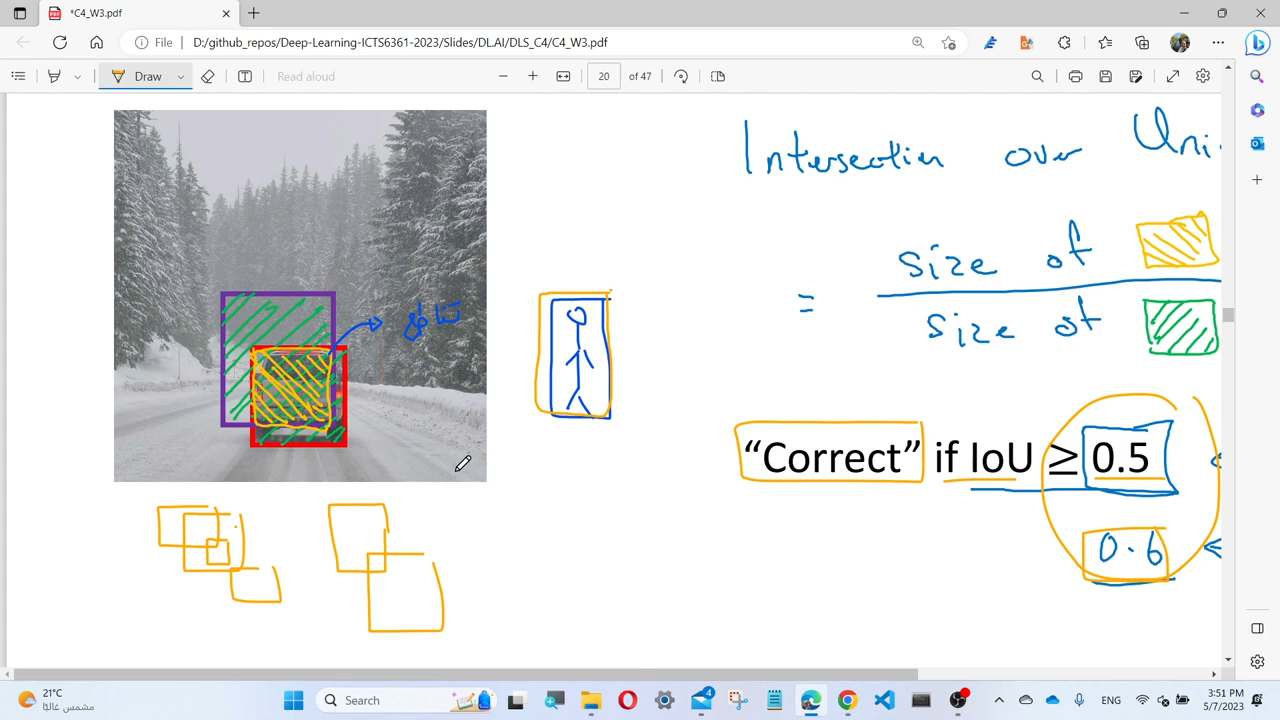 *C4_W3.pdf
File
D:/github_repos/Deep-Learning-ICTS6361-2023/Slides/DL.AI/DLS_C4/C4_W3.pdf
Draw
Read aloud
20 of 47
Intersection over Uni
size of
=
size of
"Correct" if IoU ≥ 0.5
0.6
21°C
مشمس غالبًا
Search
4
ENG
3:51 PM
5/7/2023